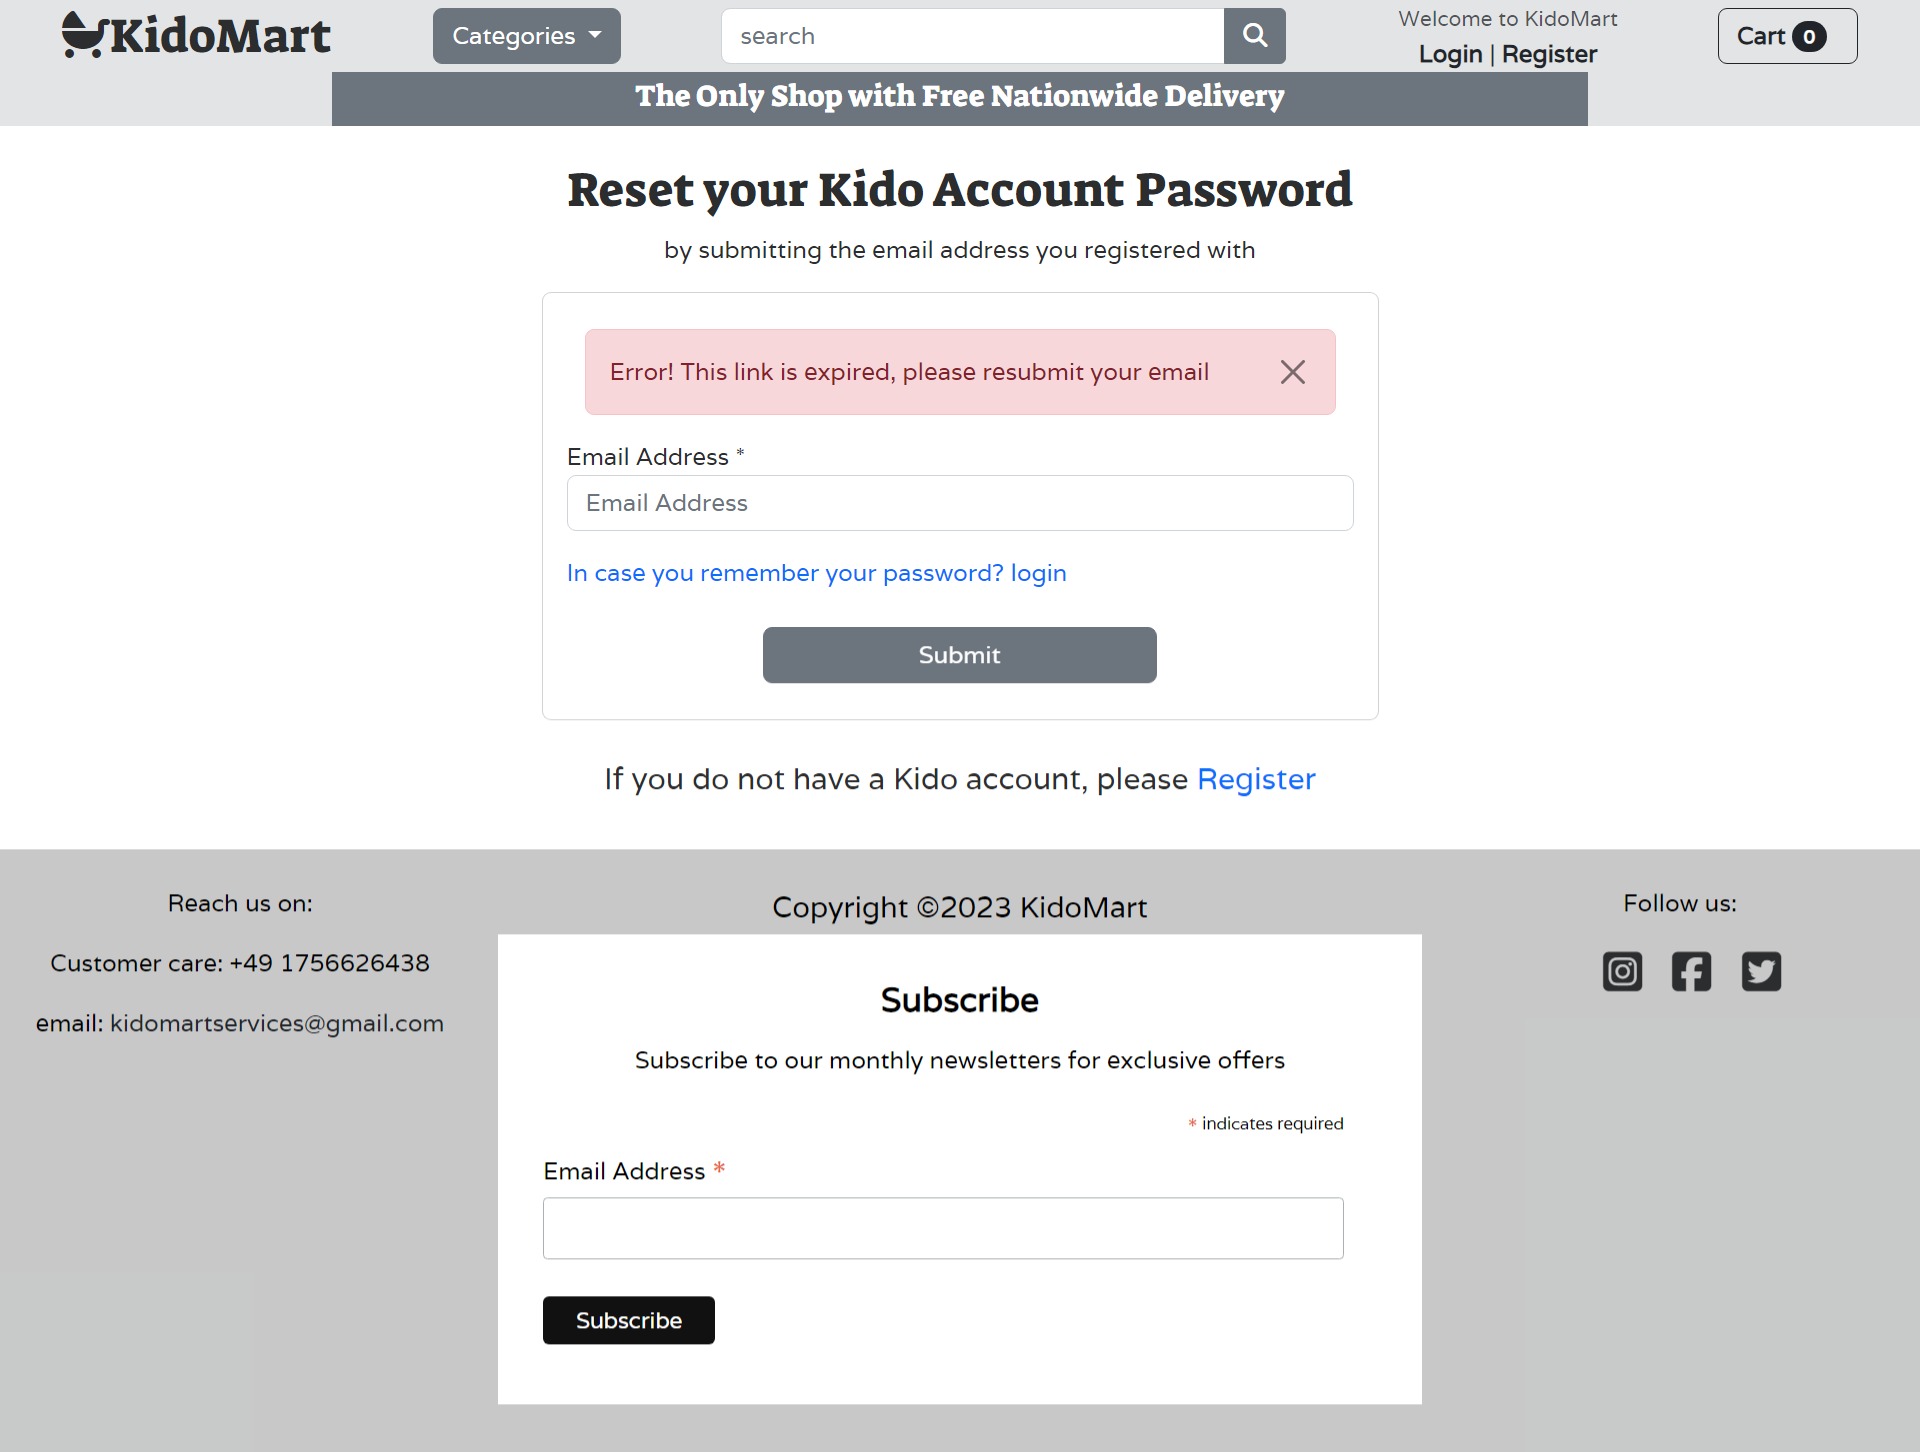 KidoMart
Categories
search
Welcome to KidoMart
Login | Register
Cart 0
The Only Shop with Free Nationwide Delivery
Reset your Kido Account Password
by submitting the email address you registered with
Error! This link is expired, please resubmit your email
Email Address *
Email Address
In case you remember your password? login
Submit
If you do not have a Kido account, please Register
Reach us on:
Customer care: +49 1756626438
email: kidomartservices@gmail.com
Copyright ©2023 KidoMart
Subscribe
Subscribe to our monthly newsletters for exclusive offers
* indicates required
Email Address *
Subscribe
Follow us: